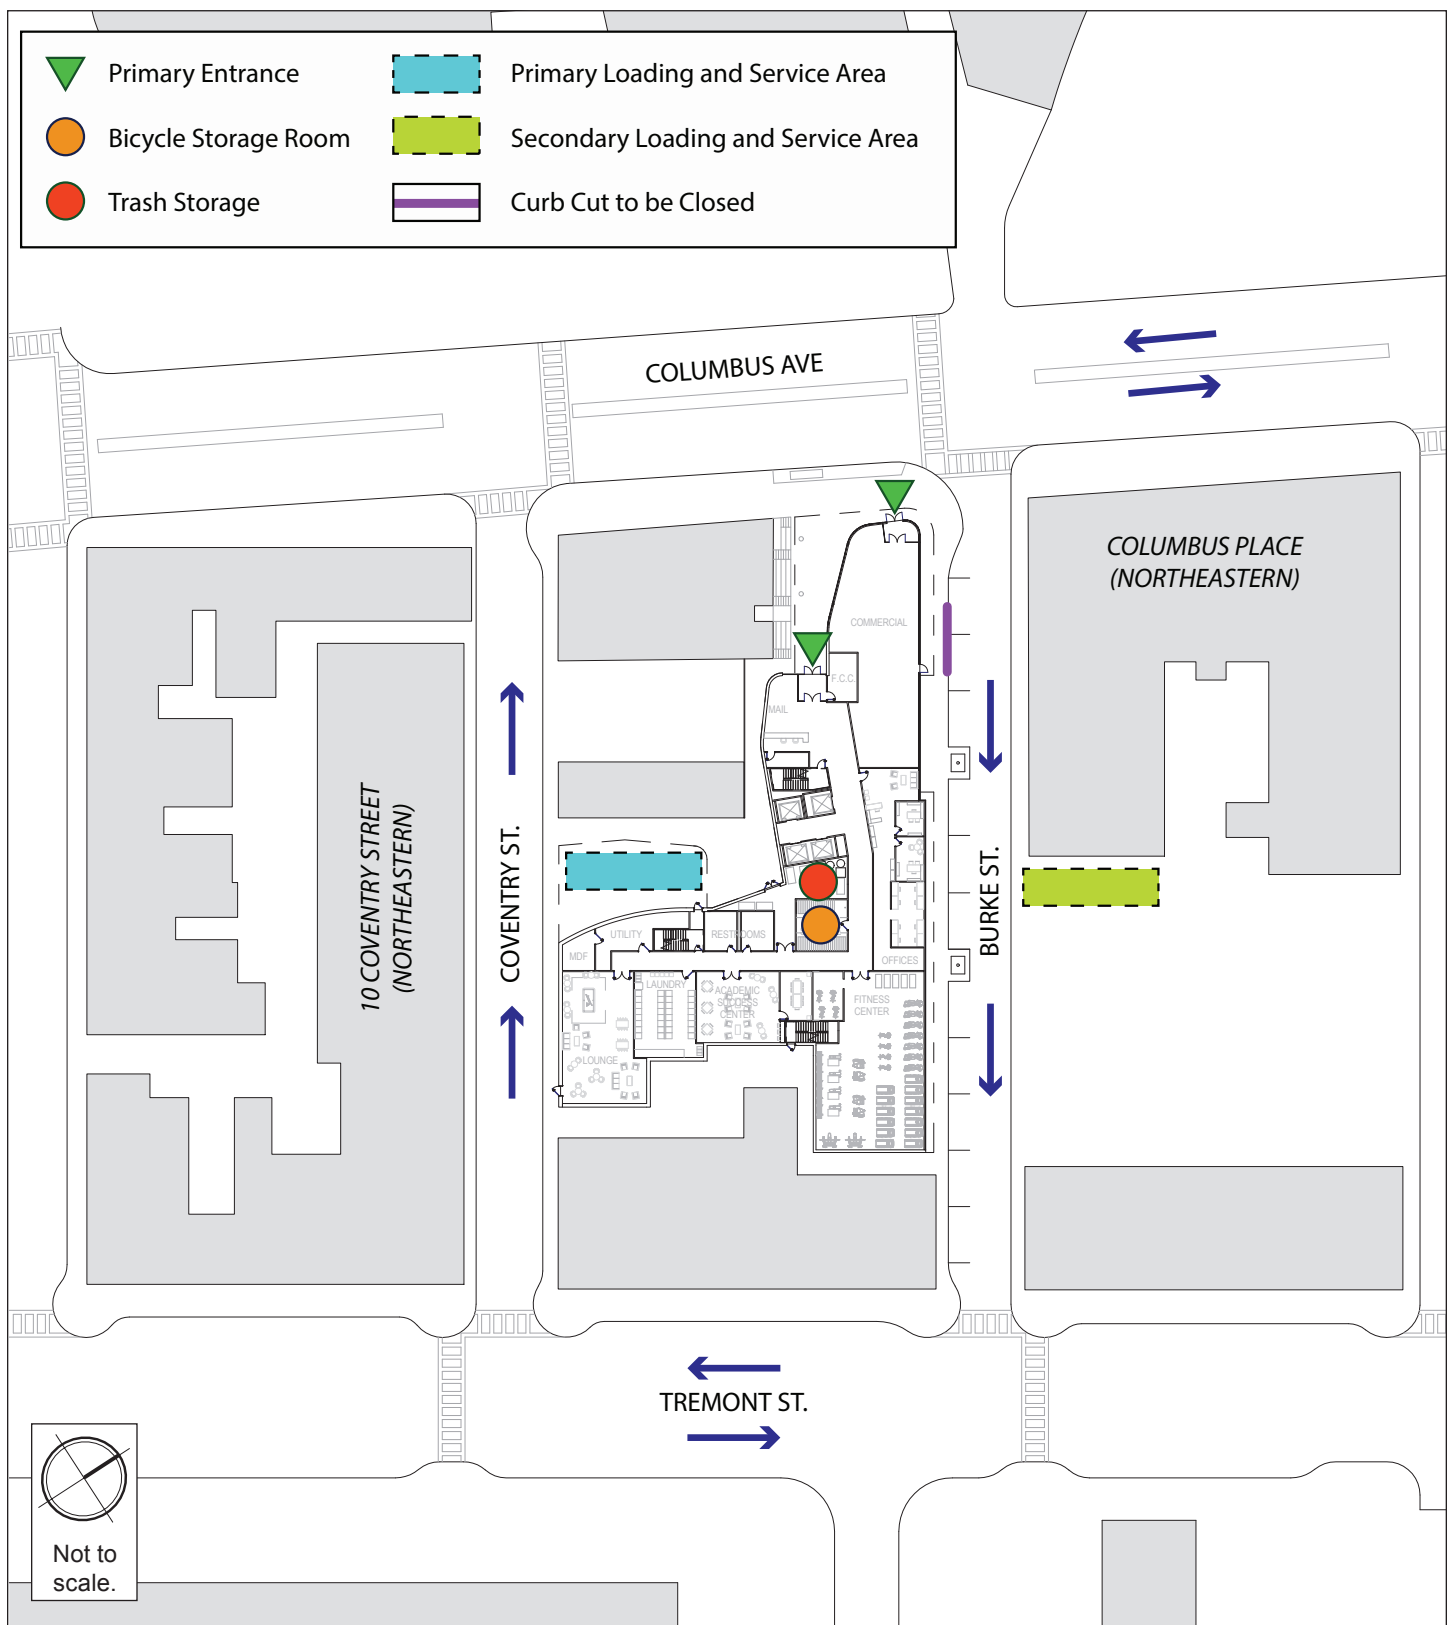 Primary Entrance
Primary Loading and Service Area
Bicycle Storage Room
Secondary Loading and Service Area
Trash Storage
Curb Cut to be Closed
COLUMBUS AVE
COLUMBUS PLACE
(NORTHEASTERN)
COMMERCIAL
F.C.C.
MAIL
10 COVENTRY STREET
(NORTHEASTERN)
COVENTRY ST.
BURKE ST.
UTILITY
RESTROOMS
MDF
OFFICES
LAUNDRY
ACADEMIC
SUCCESS
CENTER
FITNESS
CENTER
LOUNGE
TREMONT ST.
Not to
scale.